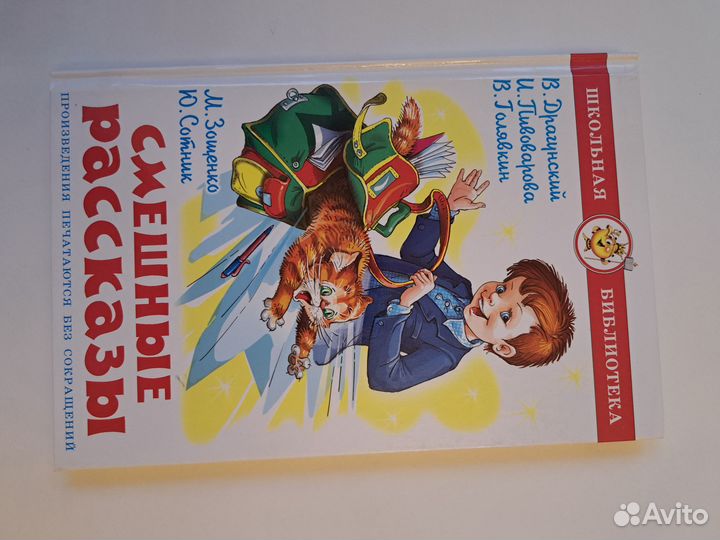 ШКОЛЬНАЯ БИБЛИОТЕКА
В. Драгунский
И. Пивоварова
В. Голявкин
М. Зощенко
Ю. Сотник
СМЕШНЫЕ
РАССКАЗЫ
ПРОИЗВЕДЕНИЯ ПЕЧАТАЮТСЯ БЕЗ СОКРАЩЕНИЙ
Avito